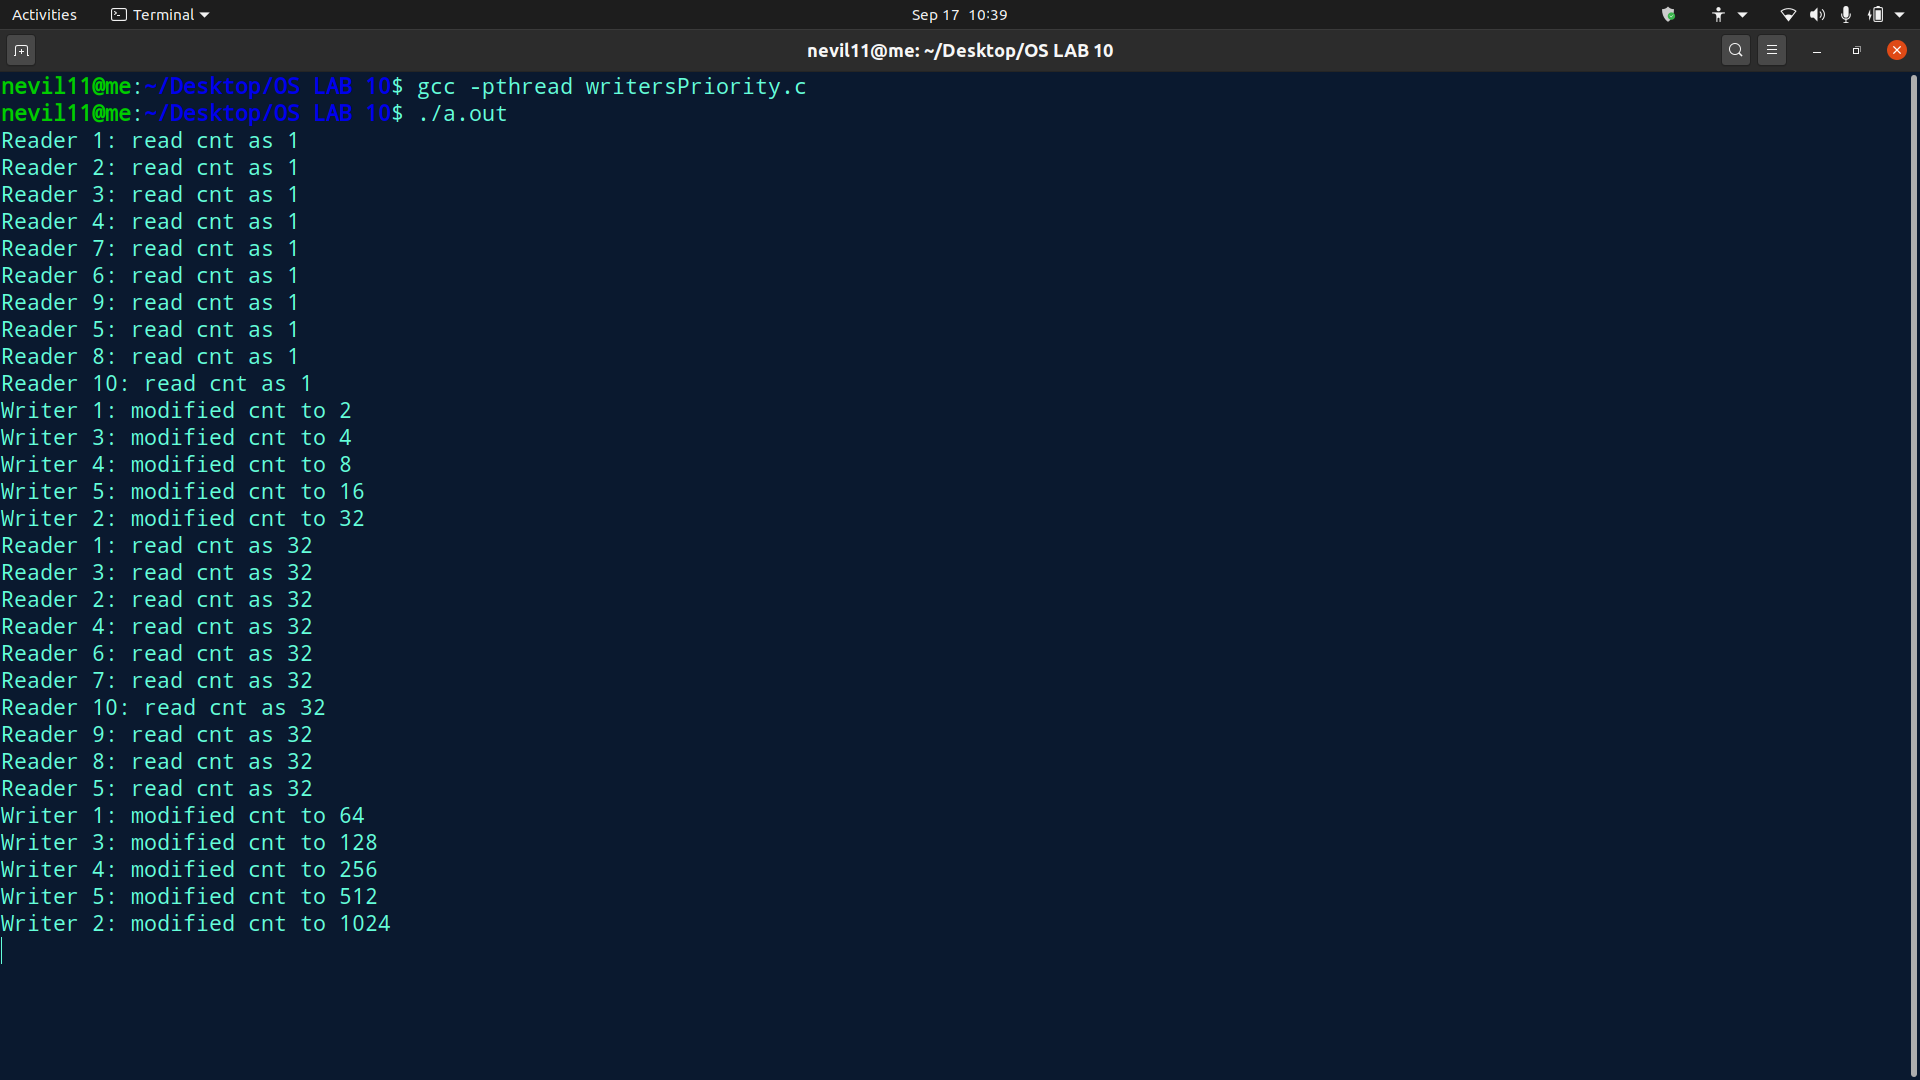 Activities Terminal Sep 17 10:39
nevil11@me: ~/Desktop/OS LAB 10
nevil11@me:~/Desktop/OS LAB 10$ gcc -pthread writersPriority.c
nevil11@me:~/Desktop/OS LAB 10$ ./a.out
Reader 1: read cnt as 1
Reader 2: read cnt as 1
Reader 3: read cnt as 1
Reader 4: read cnt as 1
Reader 7: read cnt as 1
Reader 6: read cnt as 1
Reader 9: read cnt as 1
Reader 5: read cnt as 1
Reader 8: read cnt as 1
Reader 10: read cnt as 1
Writer 1: modified cnt to 2
Writer 3: modified cnt to 4
Writer 4: modified cnt to 8
Writer 5: modified cnt to 16
Writer 2: modified cnt to 32
Reader 1: read cnt as 32
Reader 3: read cnt as 32
Reader 2: read cnt as 32
Reader 4: read cnt as 32
Reader 6: read cnt as 32
Reader 7: read cnt as 32
Reader 10: read cnt as 32
Reader 9: read cnt as 32
Reader 8: read cnt as 32
Reader 5: read cnt as 32
Writer 1: modified cnt to 64
Writer 3: modified cnt to 128
Writer 4: modified cnt to 256
Writer 5: modified cnt to 512
Writer 2: modified cnt to 1024